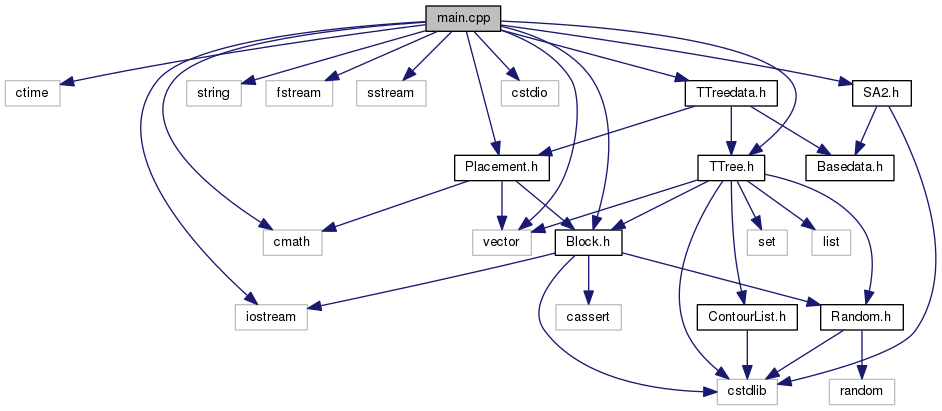 main.cpp
ctime
string
fstream
sstream
cstdio
TTreedata.h
SA2.h
Placement.h
TTree.h
Basedata.h
cmath
vector
Block.h
set
list
iostream
cassert
ContourList.h
Random.h
cstdlib
random